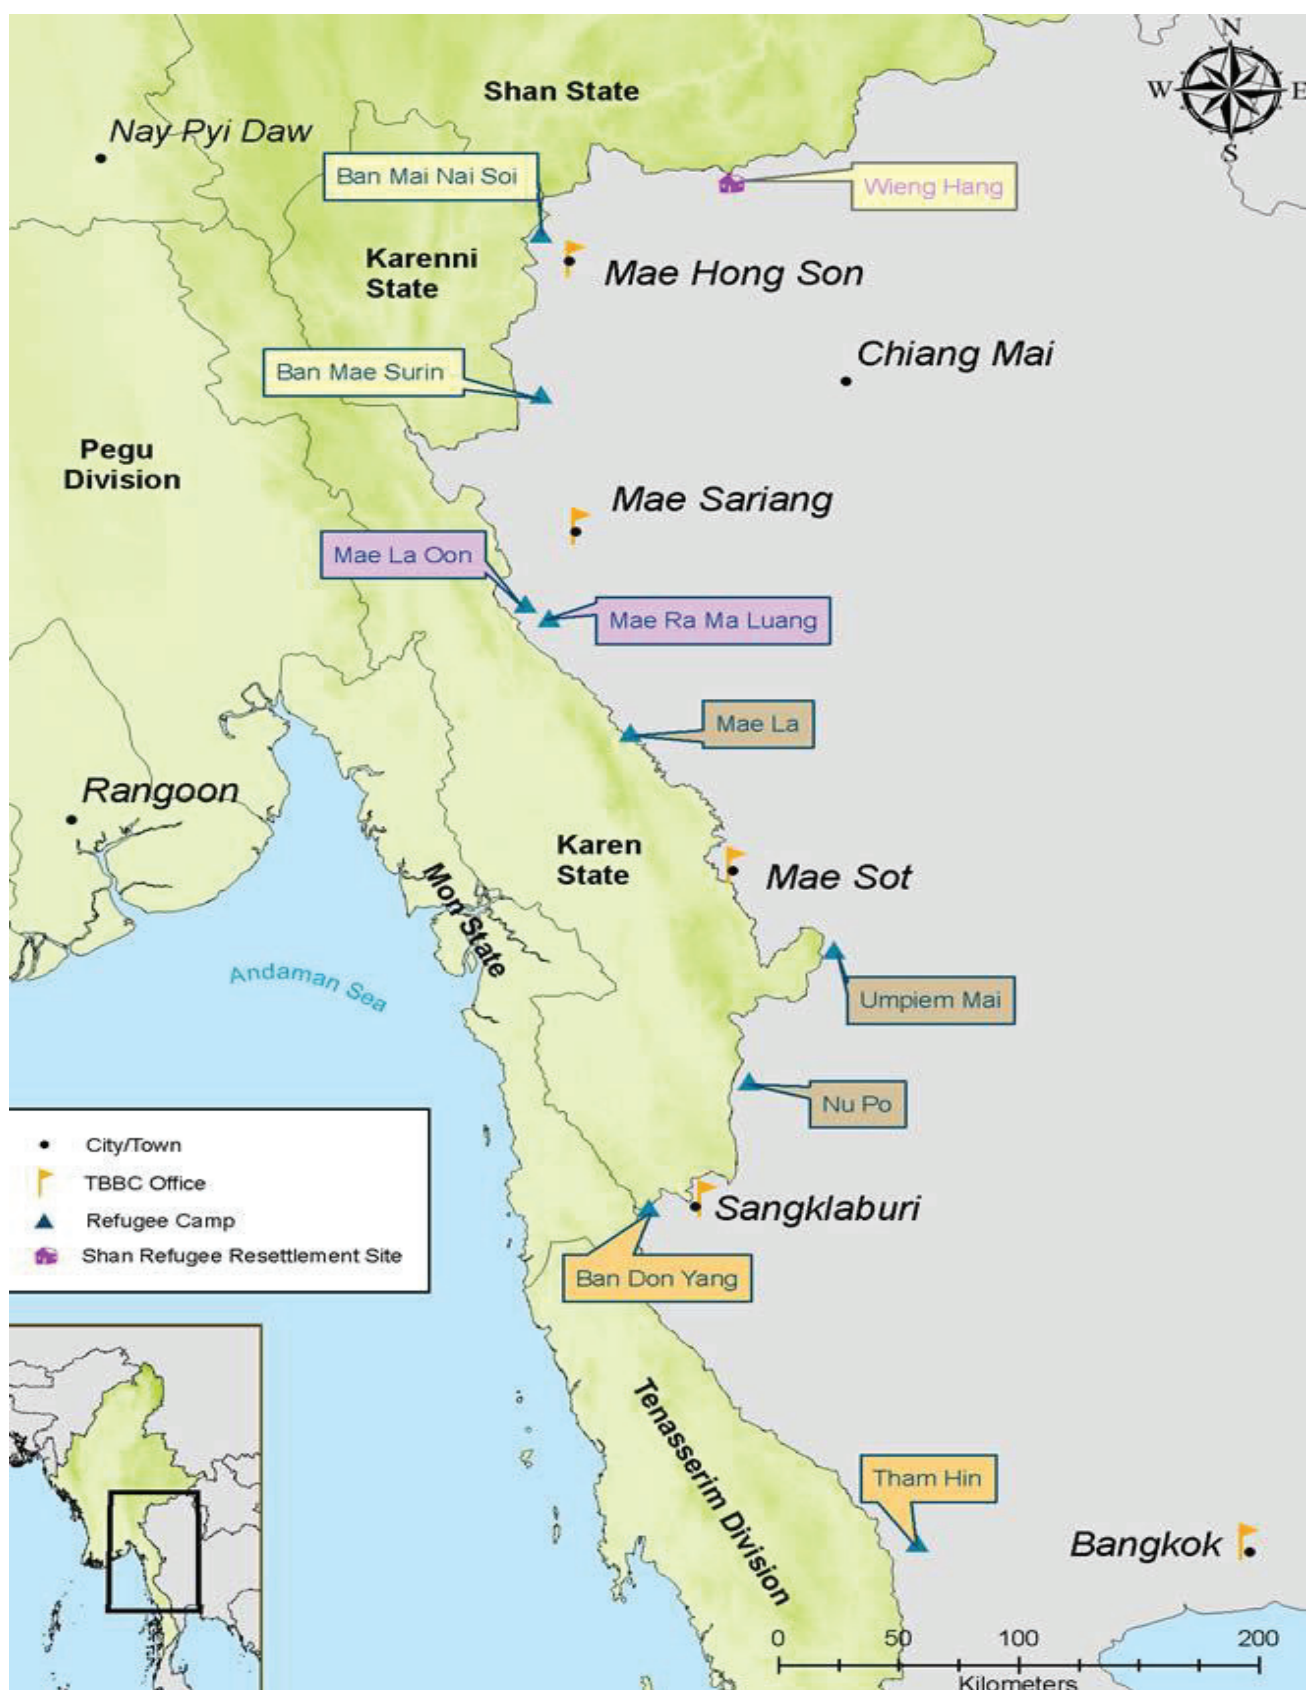 N
W
E
S
Shan State
Nay Pyi Daw
Ban Mai Nai Soi
Wieng Hang
Karenni
State
Mae Hong Son
Chiang Mai
Ban Mae Surin
Pegu
Division
Mae Sariang
Mae La Oon
Mae Ra Ma Luang
Mae La
Rangoon
Karen
State
Mae Sot
Mon State
Andaman Sea
Umpiem Mai
Nu Po
City/Town
TBBC Office
Refugee Camp
Shan Refugee Resettlement Site
Sangklaburi
Ban Don Yang
Tenasserim Division
Tham Hin
Bangkok
0 50 100 200
Kilometers